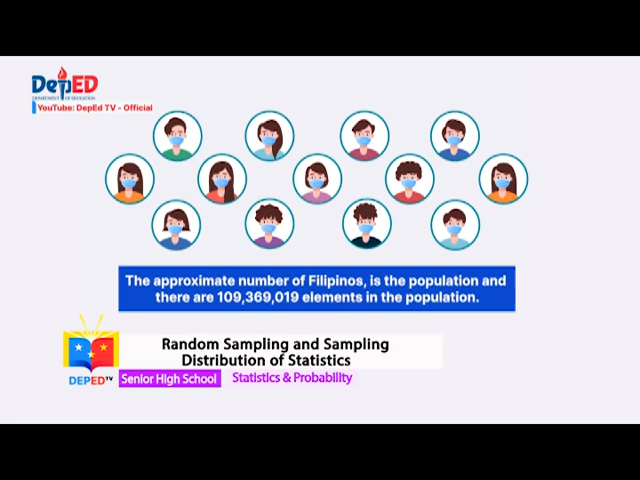 DepED
DEPARTMENT OF EDUCATION
YouTube: DepEd TV - Official
The approximate number of Filipinos, is the population and
there are 109,369,019 elements in the population.
Random Sampling and Sampling
Distribution of Statistics
DEPED TV
Senior High School
Statistics & Probability